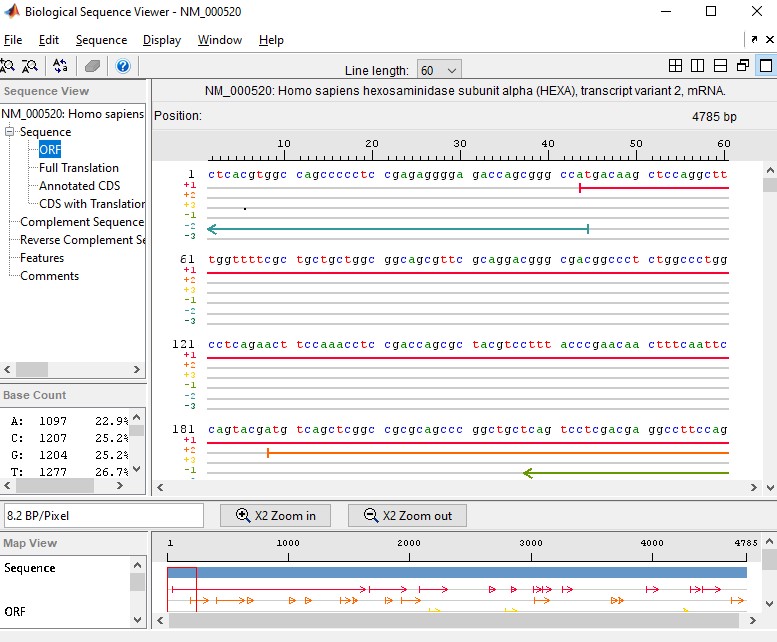 Biological Sequence Viewer - NM_000520
File Edit Sequence Display Window Help
Line length: 60
Sequence View
NM_000520: Homo sapiens
Sequence
ORF
Full Translation
Annotated CDS
CDS with Translation
Complement Sequence
Reverse Complement Se
Features
Comments
Base Count
A: 1097 22.9%
C: 1207 25.2%
G: 1204 25.2%
T: 1277 26.7%
NM_000520: Homo sapiens hexosaminidase subunit alpha (HEXA), transcript variant 2, mRNA.
Position: 4785 bp
10 20 30 40 50 60
1 ctcacgtggc cagccccctc cgagagggga gaccagcggg ccatgacaag ctccaggctt
+1
+2
+3
-1
-2
-3
61 tggttttcgc tgctgctggc ggcagcgttc gcaggacggg cgacggccct ctggccctgg
+1
+2
+3
-1
-2
-3
121 cctcagaact tccaaacctc cgaccagcgc tacgtccttt acccgaacaa ctttcaattc
+1
+2
+3
-1
-2
-3
181 cagtacgatg tcagctcggc cgcgcagccc ggctgctcag tcctcgacga ggccttccag
+1
+2
+3
-1
8.2 BP/Pixel
X2 Zoom in X2 Zoom out
Map View
Sequence
ORF
1 1000 2000 3000 4000 4785